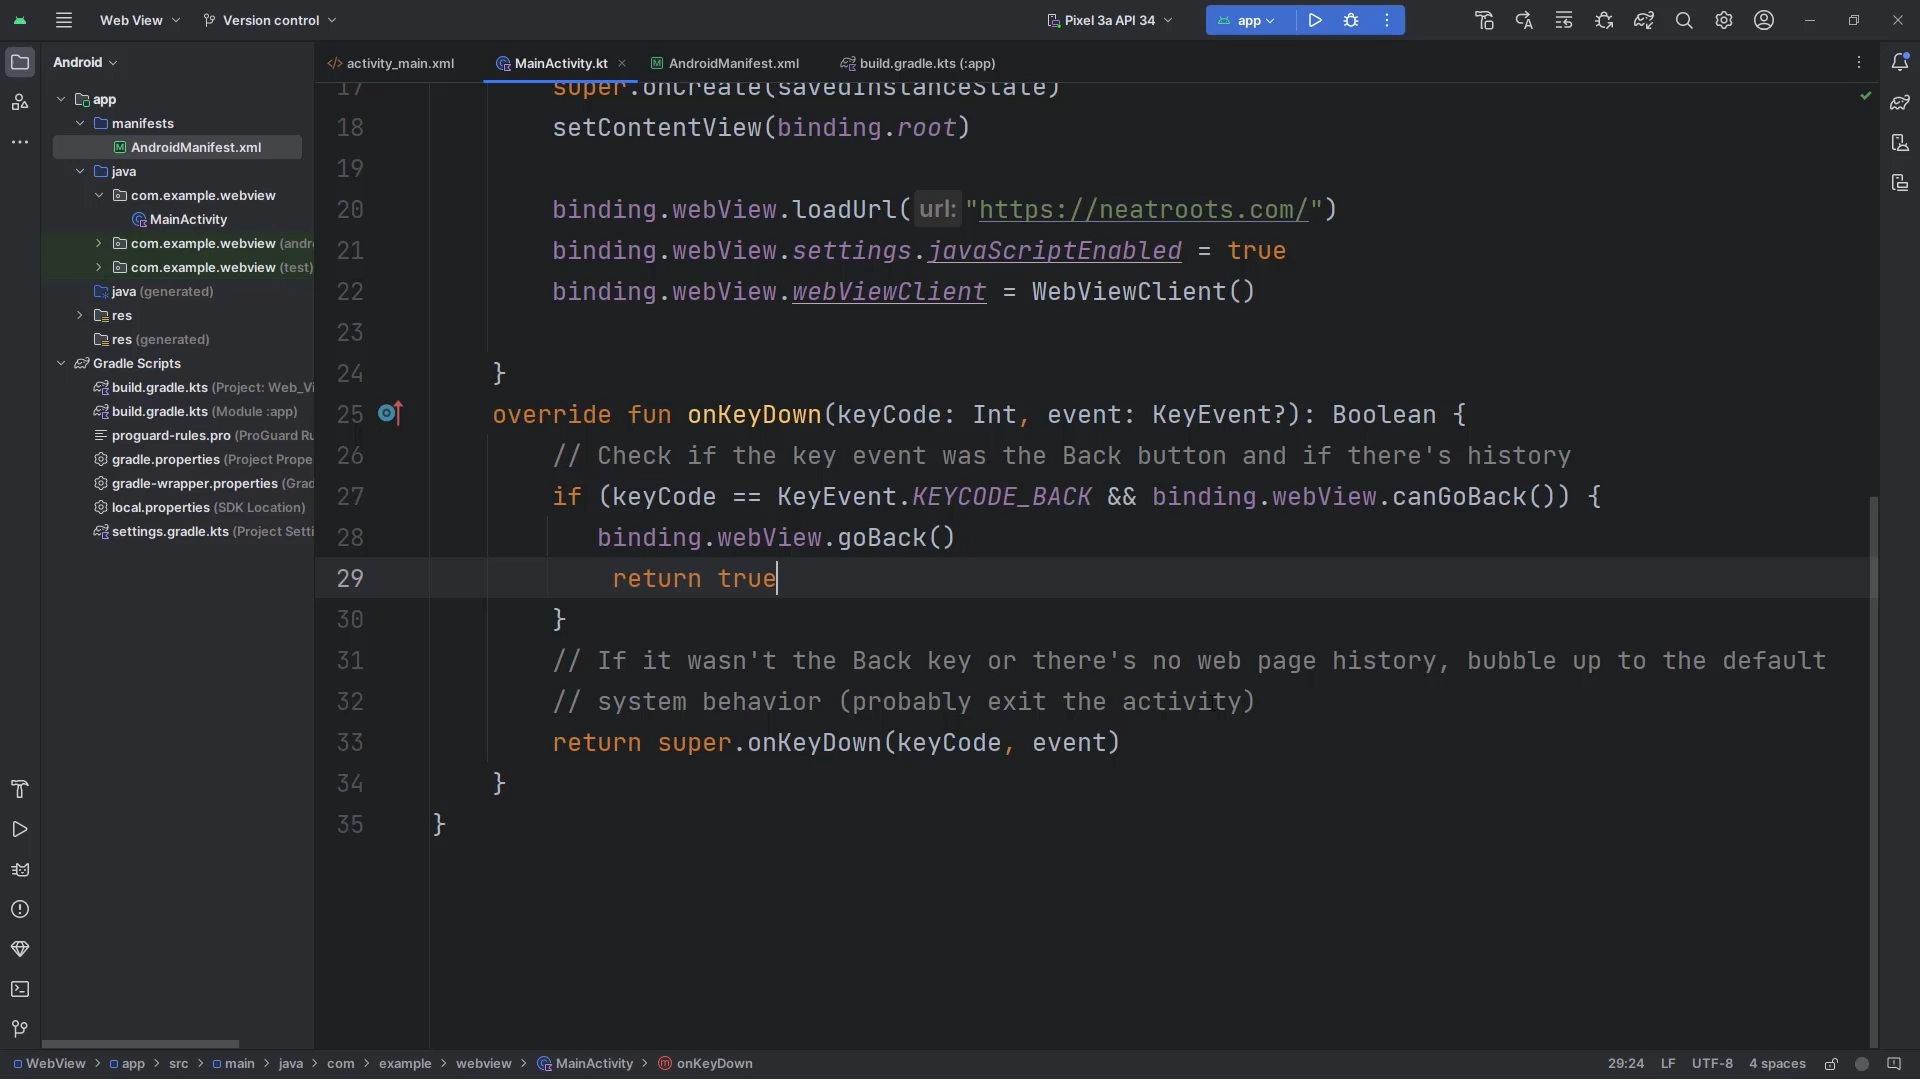 Web View
Version control
Pixel 3a API 34
app
Android
activity_main.xml
MainActivity.kt
AndroidManifest.xml
build.gradle.kts (:app)
app
manifests
AndroidManifest.xml
java
com.example.webview
MainActivity
com.example.webview (andr
com.example.webview (test)
java (generated)
res
res (generated)
Gradle Scripts
build.gradle.kts (Project: Web_Vi
build.gradle.kts (Module :app)
proguard-rules.pro (ProGuard Ru
gradle.properties (Project Prope
gradle-wrapper.properties (Grad
local.properties (SDK Location)
settings.gradle.kts (Project Setti
17 super.onCreate(savedInstanceState)
18 setContentView(binding.root)
19
20 binding.webView.loadUrl( url: "https://neatroots.com/")
21 binding.webView.settings.javaScriptEnabled = true
22 binding.webView.webViewClient = WebViewClient()
23
24 }
25 override fun onKeyDown(keyCode: Int, event: KeyEvent?): Boolean {
26 // Check if the key event was the Back button and if there's history
27 if (keyCode == KeyEvent.KEYCODE_BACK && binding.webView.canGoBack()) {
28 binding.webView.goBack()
29 return true
30 }
31 // If it wasn't the Back key or there's no web page history, bubble up to the default
32 // system behavior (probably exit the activity)
33 return super.onKeyDown(keyCode, event)
34 }
35 }
WebView > app > src > main > java > com > example > webview > MainActivity > onKeyDown
29:24 LF UTF-8 4 spaces